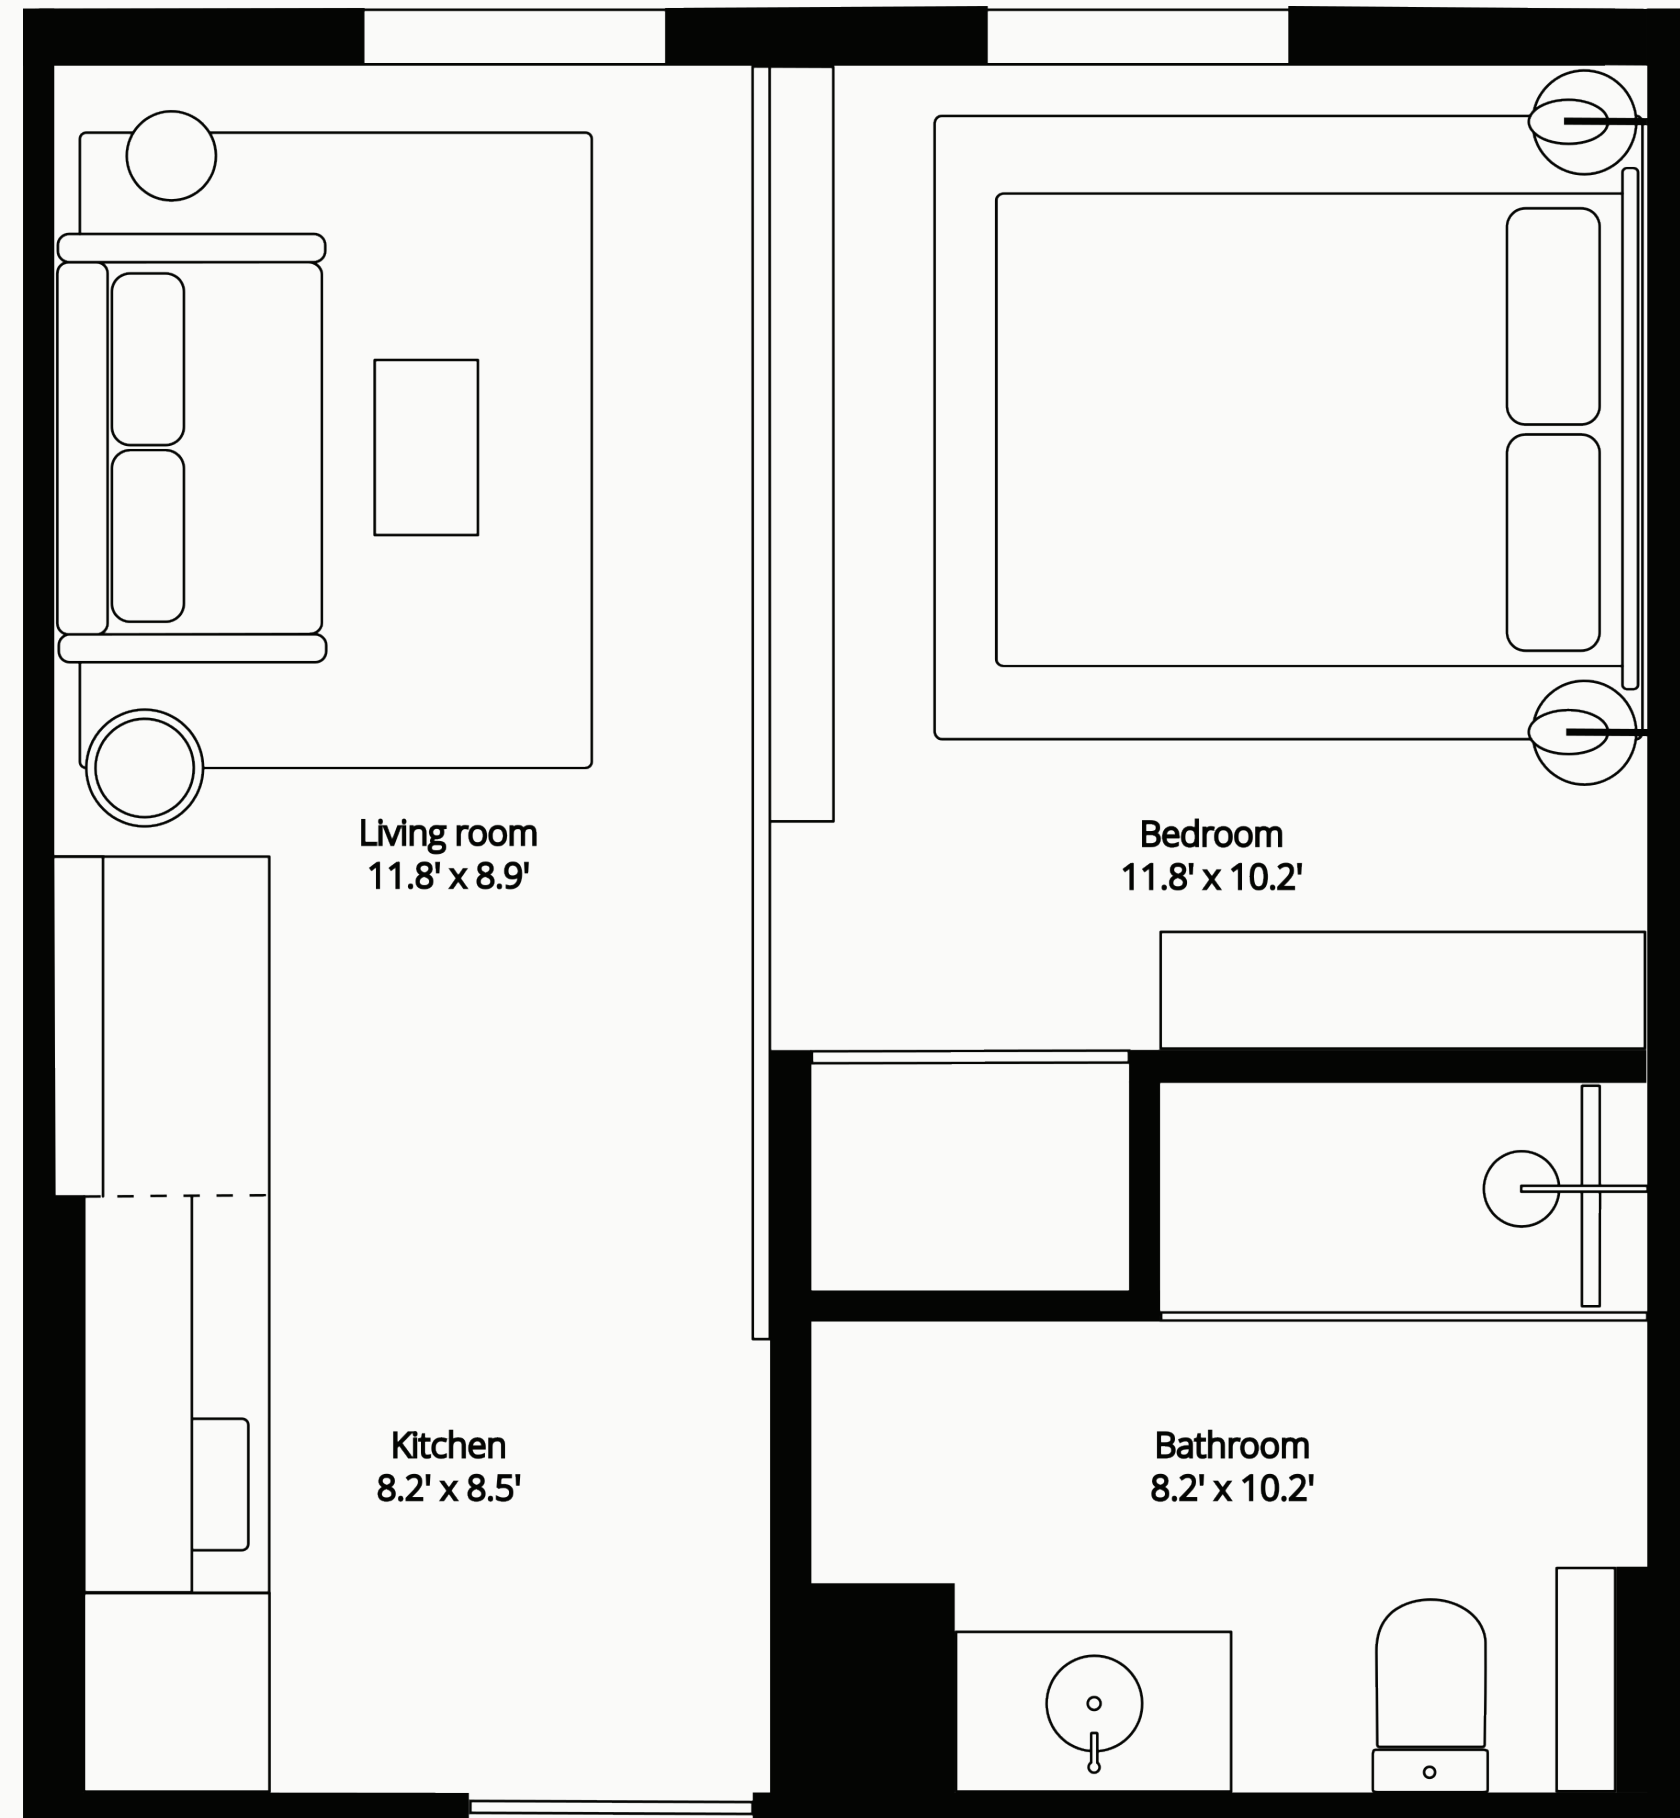 Living room
11.8' x 8.9'
Bedroom
11.8' x 10.2'
Kitchen
8.2' x 8.5'
Bathroom
8.2' x 10.2'